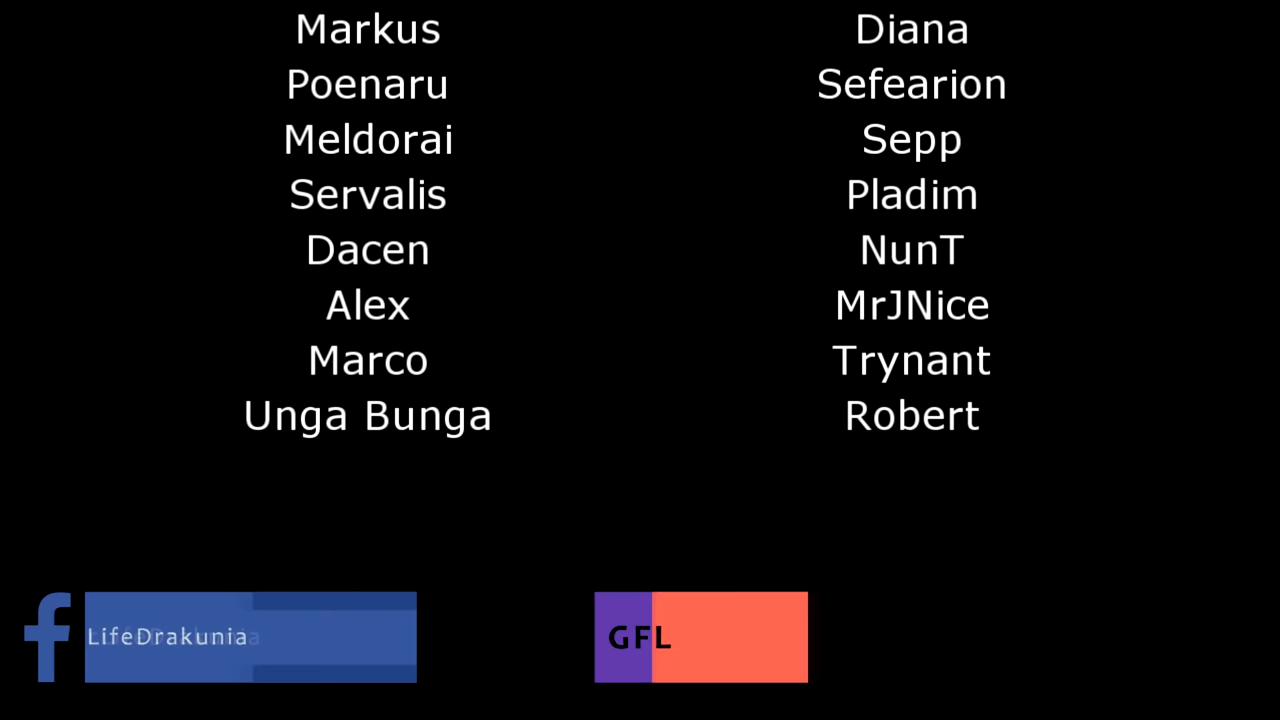 Markus
Poenaru
Meldorai
Servalis
Dacen
Alex
Marco
Unga Bunga
Diana
Sefearion
Sepp
Pladim
NunT
MrJNice
Trynant
Robert
LifeDrakunia
GFL